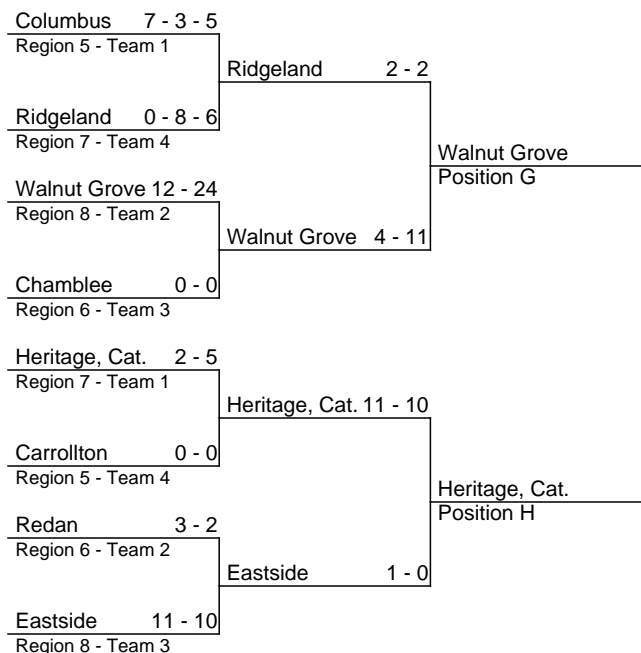 Columbus 7 - 3 - 5
Region 5 - Team 1
Ridgeland 2 - 2
Ridgeland 0 - 8 - 6
Region 7 - Team 4
Walnut Grove
Position G
Walnut Grove 12 - 24
Region 8 - Team 2
Walnut Grove 4 - 11
Chamblee 0 - 0
Region 6 - Team 3
Heritage, Cat. 2 - 5
Region 7 - Team 1
Heritage, Cat. 11 - 10
Carrollton 0 - 0
Region 5 - Team 4
Heritage, Cat.
Position H
Redan 3 - 2
Region 6 - Team 2
Eastside 1 - 0
Eastside 11 - 10
Region 8 - Team 3